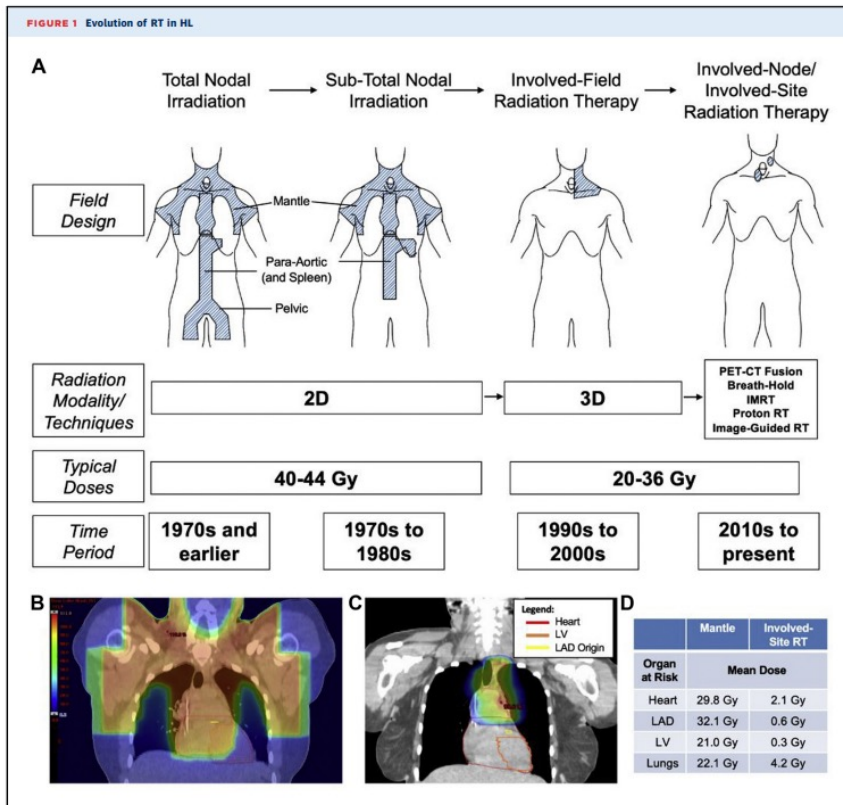 FIGURE 1 Evolution of RT in HL
A
Total Nodal
Irradiation
Sub-Total Nodal
Irradiation
Involved-Field
Radiation Therapy
Involved-Node/
Involved-Site
Radiation Therapy
Field
Design
Mantle
Para-Aortic
(and Spleen)
Pelvic
Radiation
Modality/
Techniques
2D
3D
PET-CT Fusion
Breath-Hold
IMRT
Proton RT
Image-Guided RT
Typical
Doses
40-44 Gy
20-36 Gy
Time
Period
1970s and
earlier
1970s to
1980s
1990s to
2000s
2010s to
present
B
C
Legend:
Heart
LV
LAD Origin
D
Mantle
Involved-
Site RT
Organ
at Risk
Mean Dose
Heart 29.8 Gy 2.1 Gy
LAD 32.1 Gy 0.6 Gy
LV 21.0 Gy 0.3 Gy
Lungs 22.1 Gy 4.2 Gy